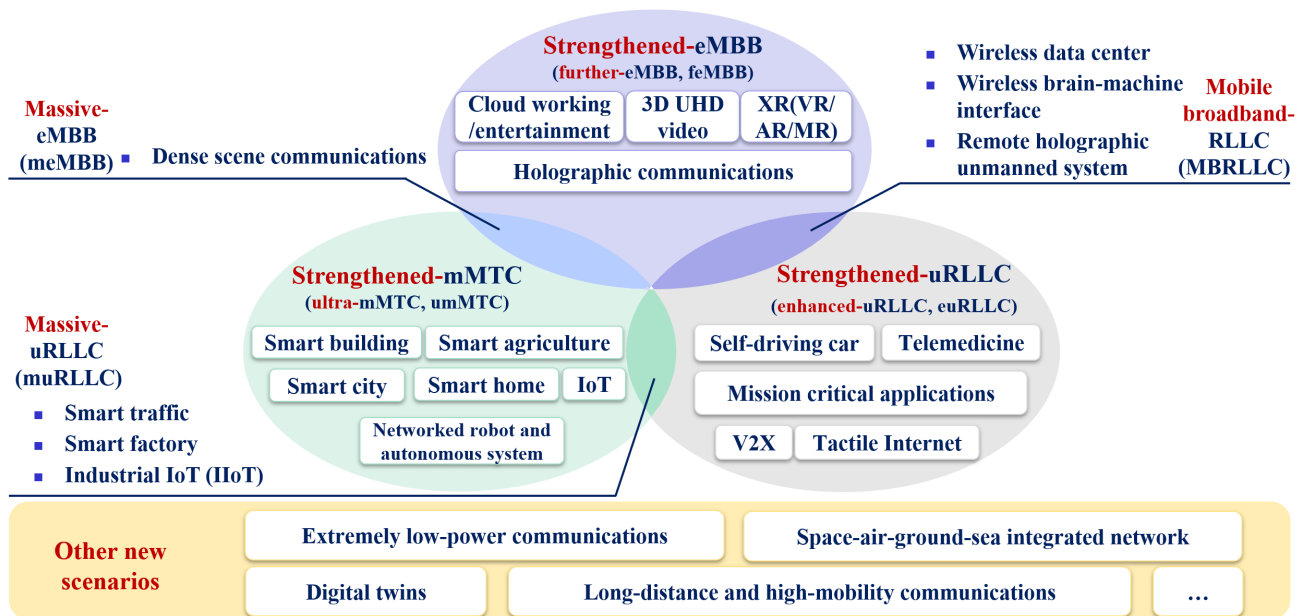 Strengthened-eMBB
(further-eMBB, feMBB)
Cloud working
/entertainment
3D UHD
video
XR(VR/
AR/MR)
Holographic communications
Massive-
eMBB
(meMBB)
Dense scene communications
Wireless data center
Wireless brain-machine
interface
Remote holographic
unmanned system
Mobile
broadband-
RLLC
(MBRLLC)
Strengthened-mMTC
(ultra-mMTC, umMTC)
Smart building
Smart agriculture
Smart city
Smart home
IoT
Networked robot and
autonomous system
Strengthened-uRLLC
(enhanced-uRLLC, euRLLC)
Self-driving car
Telemedicine
Mission critical applications
V2X
Tactile Internet
Massive-
uRLLC
(muRLLC)
Smart traffic
Smart factory
Industrial IoT (IIoT)
Other new
scenarios
Extremely low-power communications
Space-air-ground-sea integrated network
Digital twins
Long-distance and high-mobility communications
…